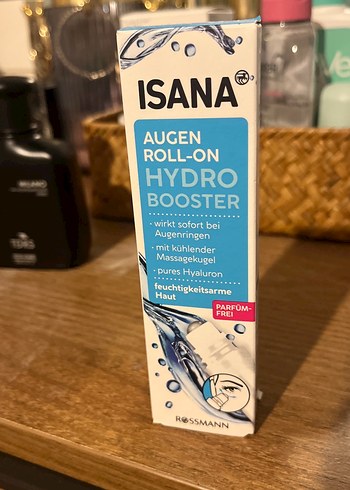 ISANA
AUGEN
ROLL-ON
HYDRO
BOOSTER
· wirkt sofort bei
Augenringen
· mit kühlender
Massagekugel
· pures Hyaluron
feuchtigkeitsarme
Haut
PARFÜM-
FREI
ROSSMANN
MILANO